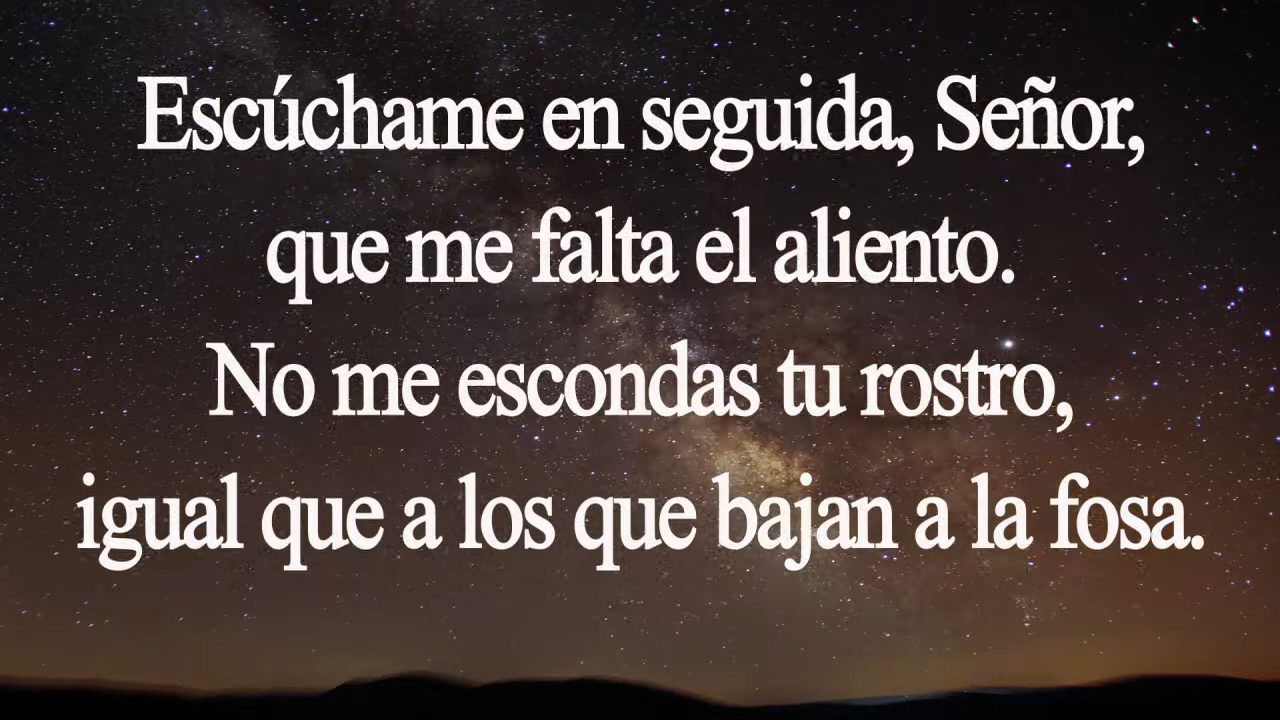 Escúchame en seguida, Señor,
que me falta el aliento.
No me escondas tu rostro,
igual que a los que bajan a la fosa.